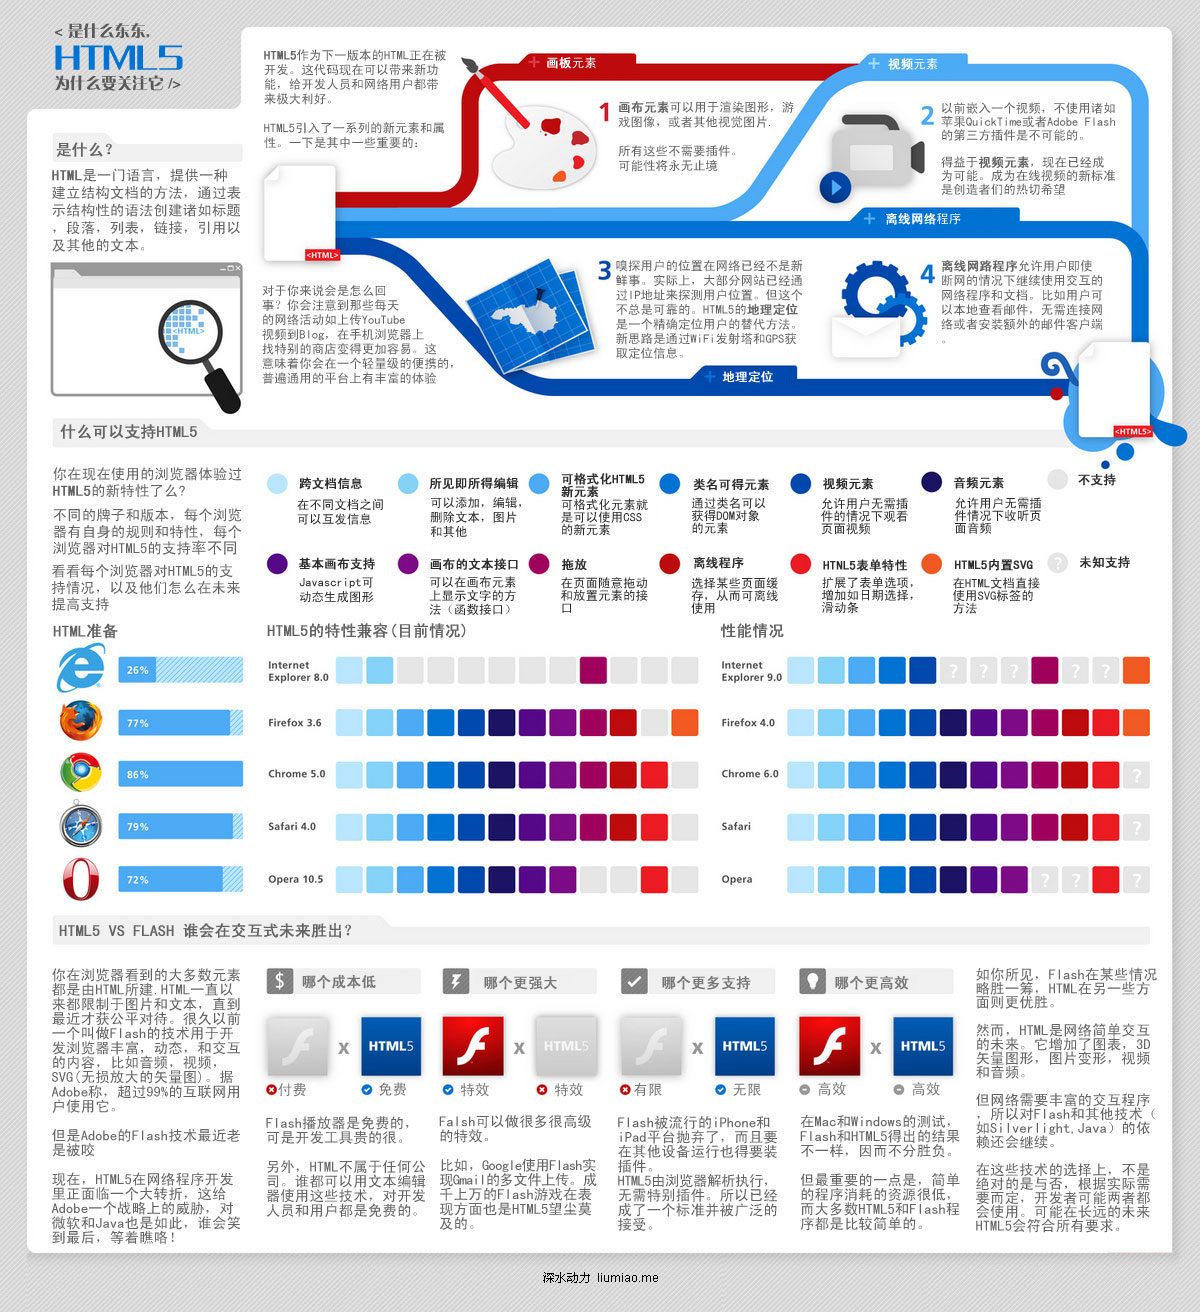 < 是什么东东,
HTML5
为什么要关注它 />
是什么?
HTML是一门语言, 提供一种
建立结构文档的方法, 通过表
示结构性的语法创建诸如标题
, 段落, 列表, 链接, 引用以
及其他的文本。
<HTML>
HTML5作为下一版本的HTML正在被
开发。这代码现在可以带来新功
能, 给开发人员和网络用户都带
来极大利好。
HTML5引入了一系列的新元素和属
性。一下是其中一些重要的:
<HTML>
对于你来说会是怎么回
事? 你会注意到那些每天
的网络活动如上传YouTube
视频到Blog, 在手机浏览器上
找特别的商店变得更加容易。这
意味着你会在一个轻量级的便携的,
普遍通用的平台上有丰富的体验
+ 画板元素
1 画布元素可以用于渲染图形, 游
戏图像, 或者其他视觉图片.
所有这些不需要插件。
可能性将永无止境
+ 视频元素
2 以前嵌入一个视频, 不使用诸如
苹果QuickTime或者Adobe Flash
的第三方插件是不可能的。
得益于视频元素, 现在已经成
为可能。成为在线视频的新标准
是创造者们的热切希望
+ 离线网络程序
3 嗅探用户的位置在网络已经不是新
鲜事。实际上, 大部分网站已经通
过IP地址来探测用户位置。但这个
不总是可靠的。HTML5的地理定位
是一个精确定位用户的替代方法。
新思路是通过WiFi发射塔和GPS获
取定位信息。
4 离线网路程序允许用户即使
断网的情况下继续使用交互的
网络程序和文档。比如用户可
以本地查看邮件, 无需连接网
络或者安装额外的邮件客户端
。
+ 地理定位
<HTML5>
什么可以支持HTML5
你在现在使用的浏览器体验过
HTML5的新特性了么?
不同的牌子和版本, 每个浏览
器有自身的规则和特性, 每个
浏览器对HTML5的支持率不同
看看每个浏览器对HTML5的支
持情况, 以及他们怎么在未来
提高支持
跨文档信息
在不同文档之间
可以互发信息
所见即所得编辑
可以添加, 编辑,
删除文本, 图片
和其他
可格式化HTML5
新元素
可格式化元素就
是可以使用CSS
的新元素
类名可得元素
通过类名可以
获得DOM对象
的元素
视频元素
允许用户无需插
件的情况下观看
页面视频
音频元素
允许用户无需插
件情况下收听页
面音频
不支持
基本画布支持
Javascript可
动态生成图形
画布的文本接口
可以在画布元素
上显示文字的方
法（函数接口）
拖放
在页面随意拖动
和放置元素的接
口
离线程序
选择某些页面缓
存, 从而可离线
使用
HTNL5表单特性
扩展了表单选项,
增加如日期选择,
滑动条
HTML5内置SVG
在HTML文档直接
使用SVG标签的
方法
? 未知支持
HTML准备
HTML5的特性兼容(目前情况)
性能情况
26%
Internet
Explorer 8.0
Internet
Explorer 9.0
? ? ? ? ?
77%
Firefox 3.6
Firefox 4.0
86%
Chrome 5.0
Chrome 6.0
?
79%
Safari 4.0
Safari
?
72%
Opera 10.5
Opera
? ? ?
HTML5 VS FLASH 谁会在交互式未来胜出?
你在浏览器看到的大多数元素
都是由HTML所建.HTML一直以
来都限制于图片和文本, 直到
最近才获公平对待。很久以前
一个叫做Flash的技术用于开
发浏览器丰富, 动态, 和交互
的内容, 比如音频, 视频,
SVG(无损放大的矢量图)。据
Adobe称, 超过99%的互联网用
户使用它。
但是Adobe的Flash技术最近老
是被咬
现在, HTML5在网络程序开发
里正面临一个大转折, 这给
Adobe一个战略上的威胁, 对
微软和Java也是如此, 谁会笑
到最后, 等着瞧咯!
$ 哪个成本低
x HTML5
付费 免费
Flash播放器是免费的,
可是开发工具贵的很。
另外, HTML不属于任何公
司。谁都可以用文本编辑
器使用这些技术, 对开发
人员和用户都是免费的。
哪个更强大
x HTML5
特效 特效
Falsh可以做很多很高级
的特效。
比如, Google使用Flash实
现Gmail的多文件上传。成
千上万的Flash游戏在表
现方面也是HTML5望尘莫
及的。
哪个更多支持
x HTML5
有限 无限
Flash被流行的iPhone和
iPad平台抛弃了, 而且要
在其他设备运行也得要装
插件。
HTML5由浏览器解析执行,
无需特别插件。所以已经
成了一个标准并被广泛的
接受。
哪个更高效
x HTML5
高效 高效
在Mac和Windows的测试,
Flash和HTML5得出的结果
不一样, 因而不分胜负。
但最重要的一点是, 简单
的程序消耗的资源很低,
而大多数HTML5和Flash程
序都是比较简单的。
如你所见, Flash在某些情况
略胜一筹, HTML在另一些方
面则更优胜。
然而, HTML是网络简单交互
的未来。它增加了图表, 3D
矢量图形, 图片变形, 视频
和音频。
但网络需要丰富的交互程序
, 所以对Flash和其他技术（
如Silverlight,Java）的依
赖还会继续。
在这些技术的选择上, 不是
绝对的是与否, 根据实际需
要而定, 开发者可能两者都
会使用。可能在长远的未来
HTML5会符合所有要求。
深水动力 liumiao.me